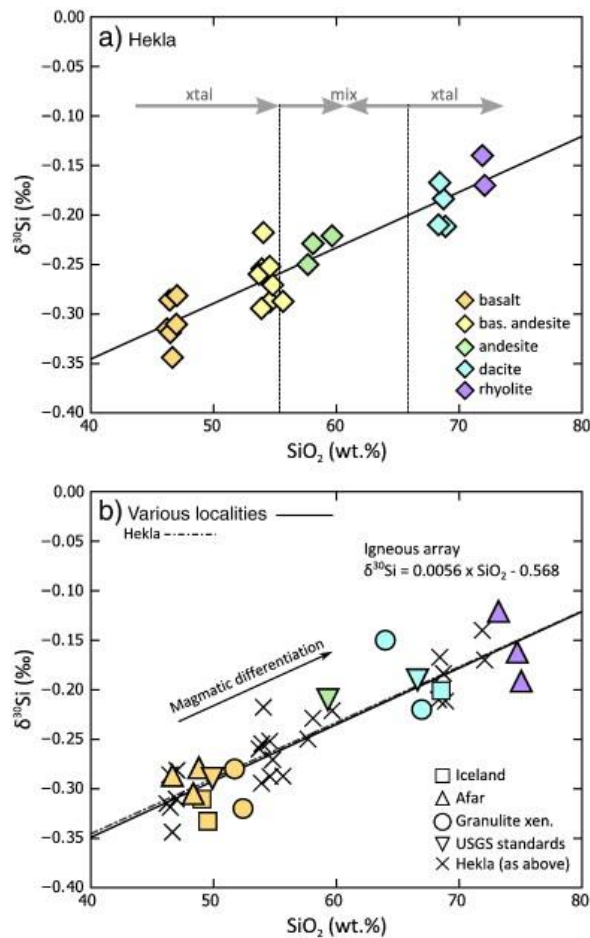 a) Hekla
xtal mix xtal
δ³⁰Si (‰)
0.00
−0.05
−0.10
−0.15
−0.20
−0.25
−0.30
−0.35
−0.40
basalt
bas. andesite
andesite
dacite
rhyolite
40 50 60 70 80
SiO₂ (wt.%)
b) Various localities
Hekla
Igneous array
δ³⁰Si = 0.0056 x SiO₂ - 0.568
Magmatic differentiation
δ³⁰Si (‰)
0.00
−0.05
−0.10
−0.15
−0.20
−0.25
−0.30
−0.35
−0.40
Iceland
Afar
Granulite xen.
USGS standards
Hekla (as above)
40 50 60 70 80
SiO₂ (wt.%)